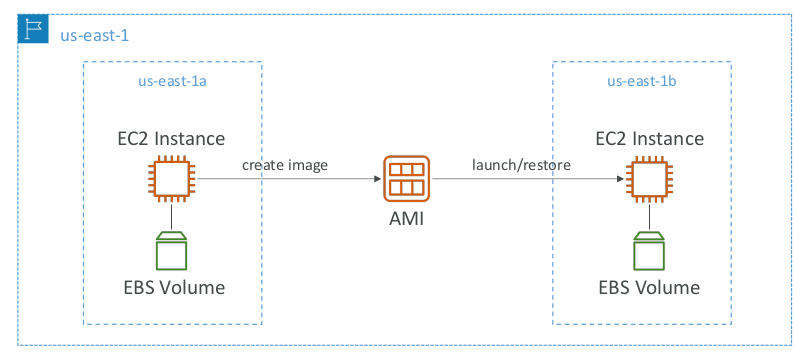 us-east-1
us-east-1a
us-east-1b
EC2 Instance
EC2 Instance
create image
launch/restore
AMI
EBS Volume
EBS Volume